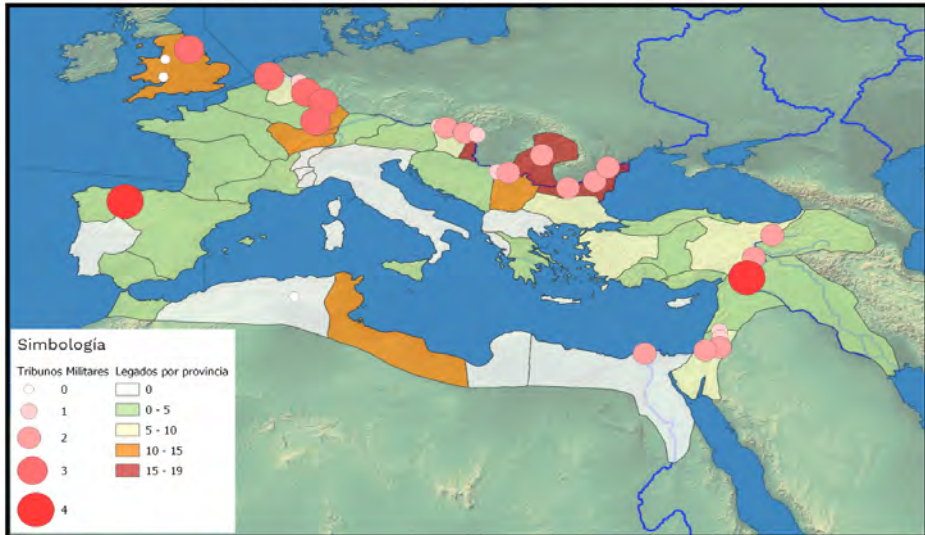 Simbología
Tribunos Militares Legados por provincia
0 0
1 0 - 5
2 5 - 10
3 10 - 15
4 15 - 19